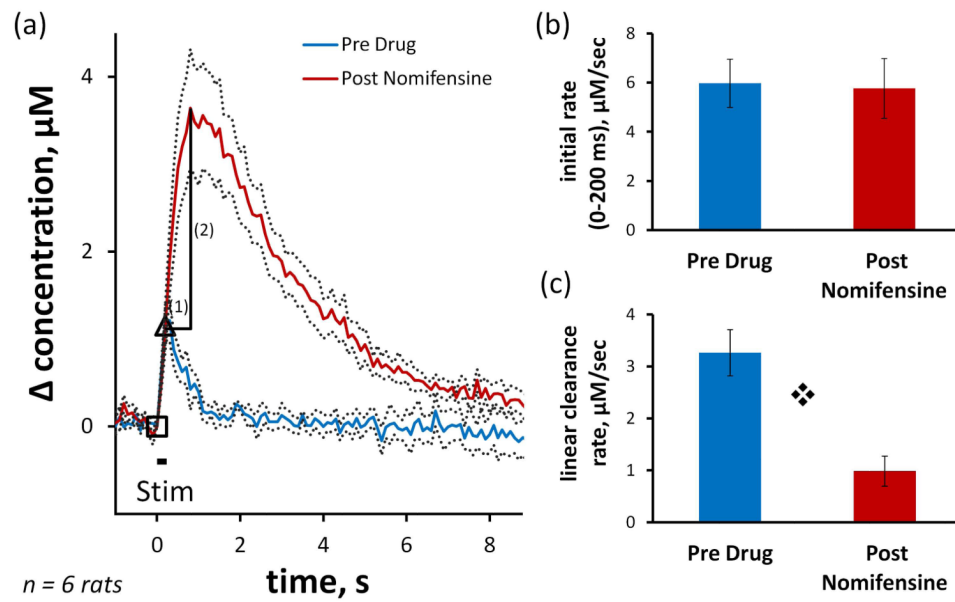 (a)
Pre Drug
Post Nomifensine
4
2
0
Δ concentration, μM
(1)
(2)
Stim
0
2
4
6
8
time, s
n = 6 rats
(b)
initial rate
(0-200 ms), μM/sec
8
6
4
2
0
Pre Drug
Post
Nomifensine
(c)
linear clearance
rate, μM/sec
4
3
2
1
0
Pre Drug
Post
Nomifensine